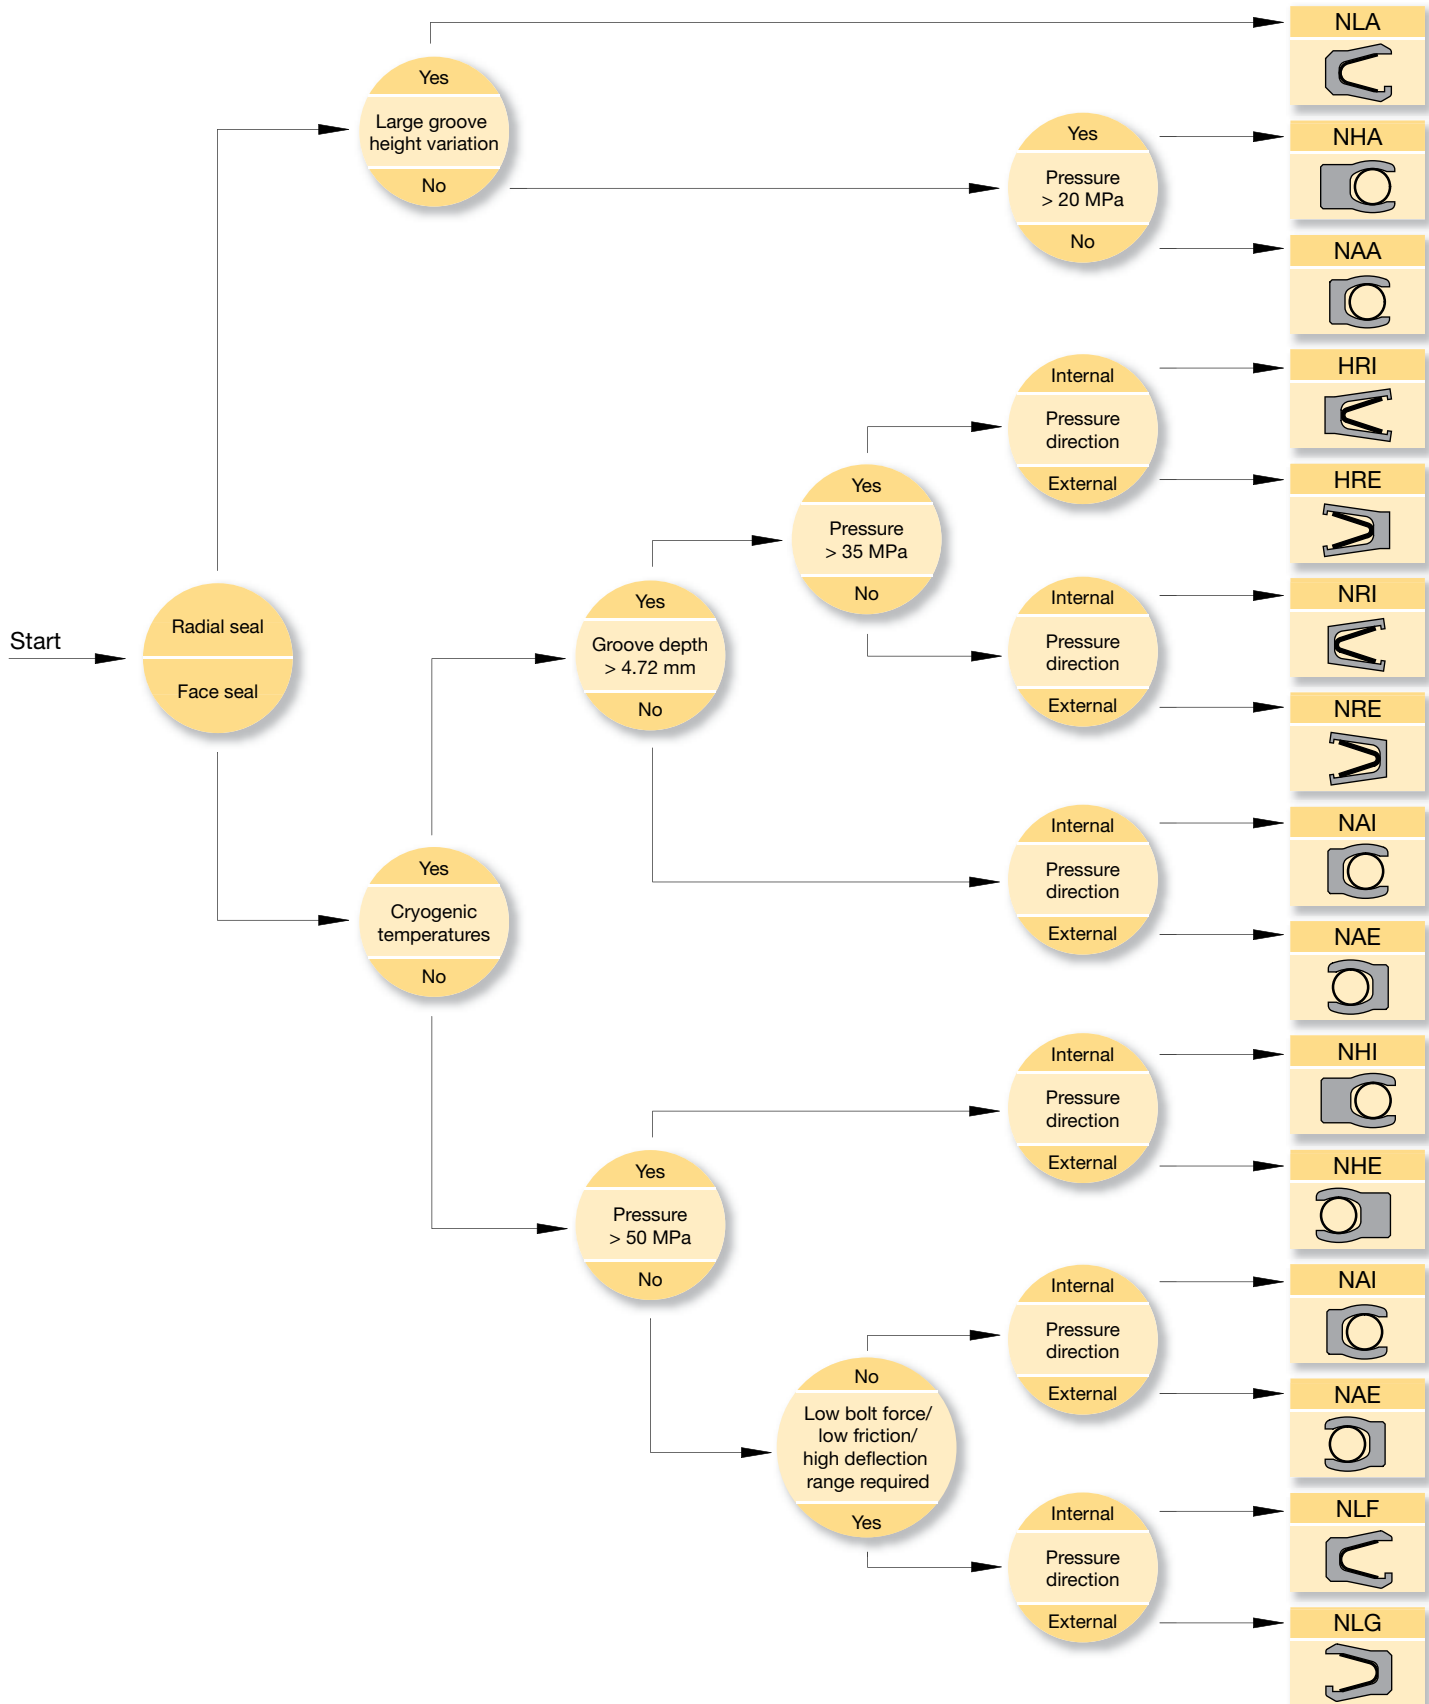 Start
Radial seal
Face seal
Yes
Large groove
height variation
No
Yes
Pressure
> 20 MPa
No
NLA
NHA
NAA
Yes
Cryogenic
temperatures
No
Yes
Groove depth
> 4.72 mm
No
Yes
Pressure
> 35 MPa
No
Internal
Pressure
direction
External
HRI
HRE
Internal
Pressure
direction
External
NRI
NRE
Internal
Pressure
direction
External
NAI
NAE
Yes
Pressure
> 50 MPa
No
Internal
Pressure
direction
External
NHI
NHE
No
Low bolt force/
low friction/
high deflection
range required
Yes
Internal
Pressure
direction
External
NAI
NAE
Internal
Pressure
direction
External
NLF
NLG